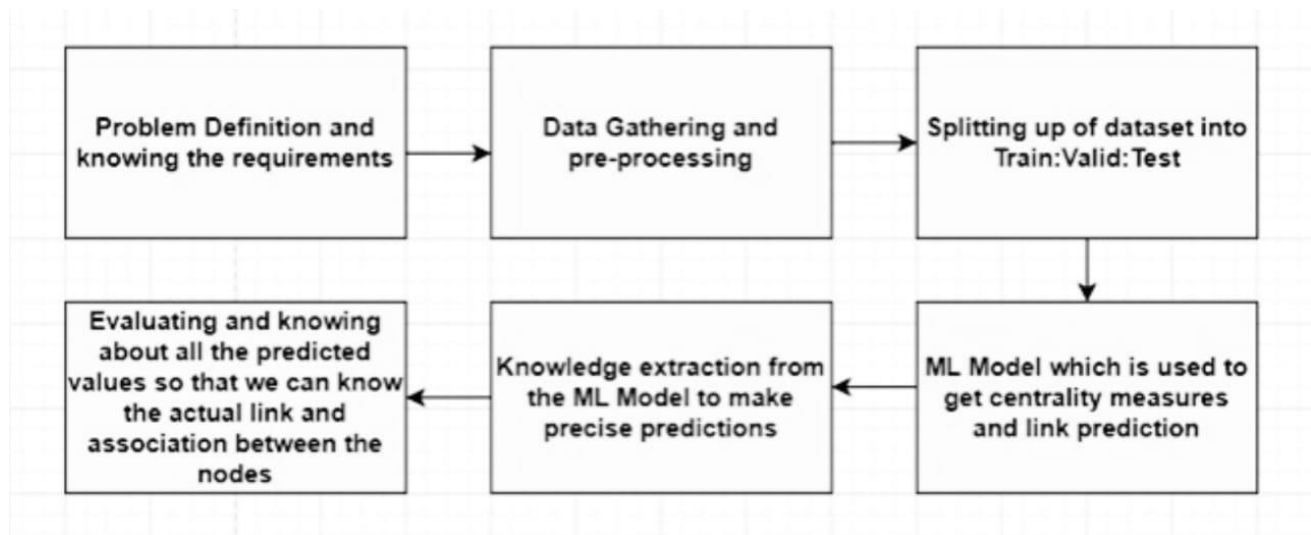 Problem Definition and
knowing the requirements
Data Gathering and
pre-processing
Splitting up of dataset into
Train:Valid:Test
ML Model which is used to
get centrality measures
and link prediction
Knowledge extraction from
the ML Model to make
precise predictions
Evaluating and knowing
about all the predicted
values so that we can know
the actual link and
association between the
nodes